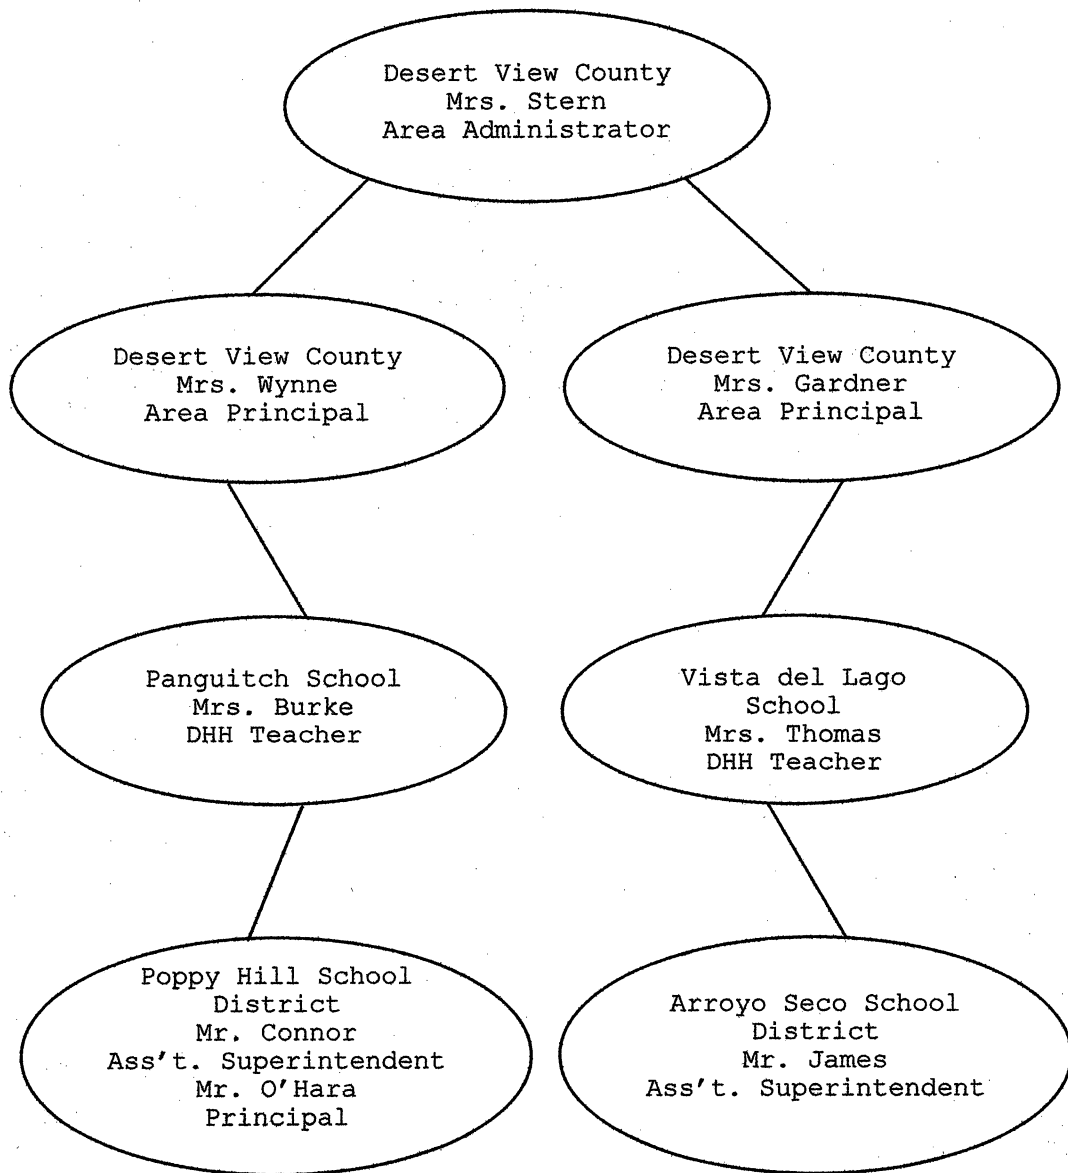 Desert View County
Mrs. Stern
Area Administrator
Desert View County
Mrs. Wynne
Area Principal
Desert View County
Mrs. Gardner
Area Principal
Panguitch School
Mrs. Burke
DHH Teacher
Vista del Lago
School
Mrs. Thomas
DHH Teacher
Poppy Hill School
District
Mr. Connor
Ass't. Superintendent
Mr. O'Hara
Principal
Arroyo Seco School
District
Mr. James
Ass't. Superintendent